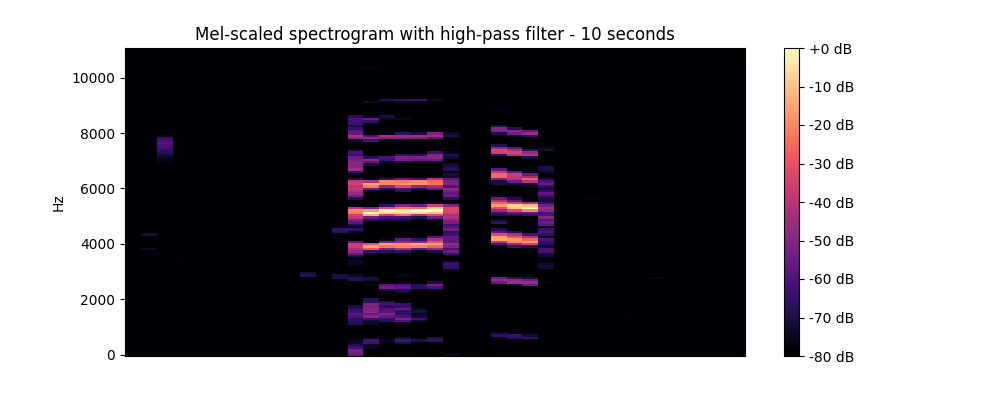 Mel-scaled spectrogram with high-pass filter - 10 seconds
Hz
10000
8000
6000
4000
2000
0
+0 dB
-10 dB
-20 dB
-30 dB
-40 dB
-50 dB
-60 dB
-70 dB
-80 dB